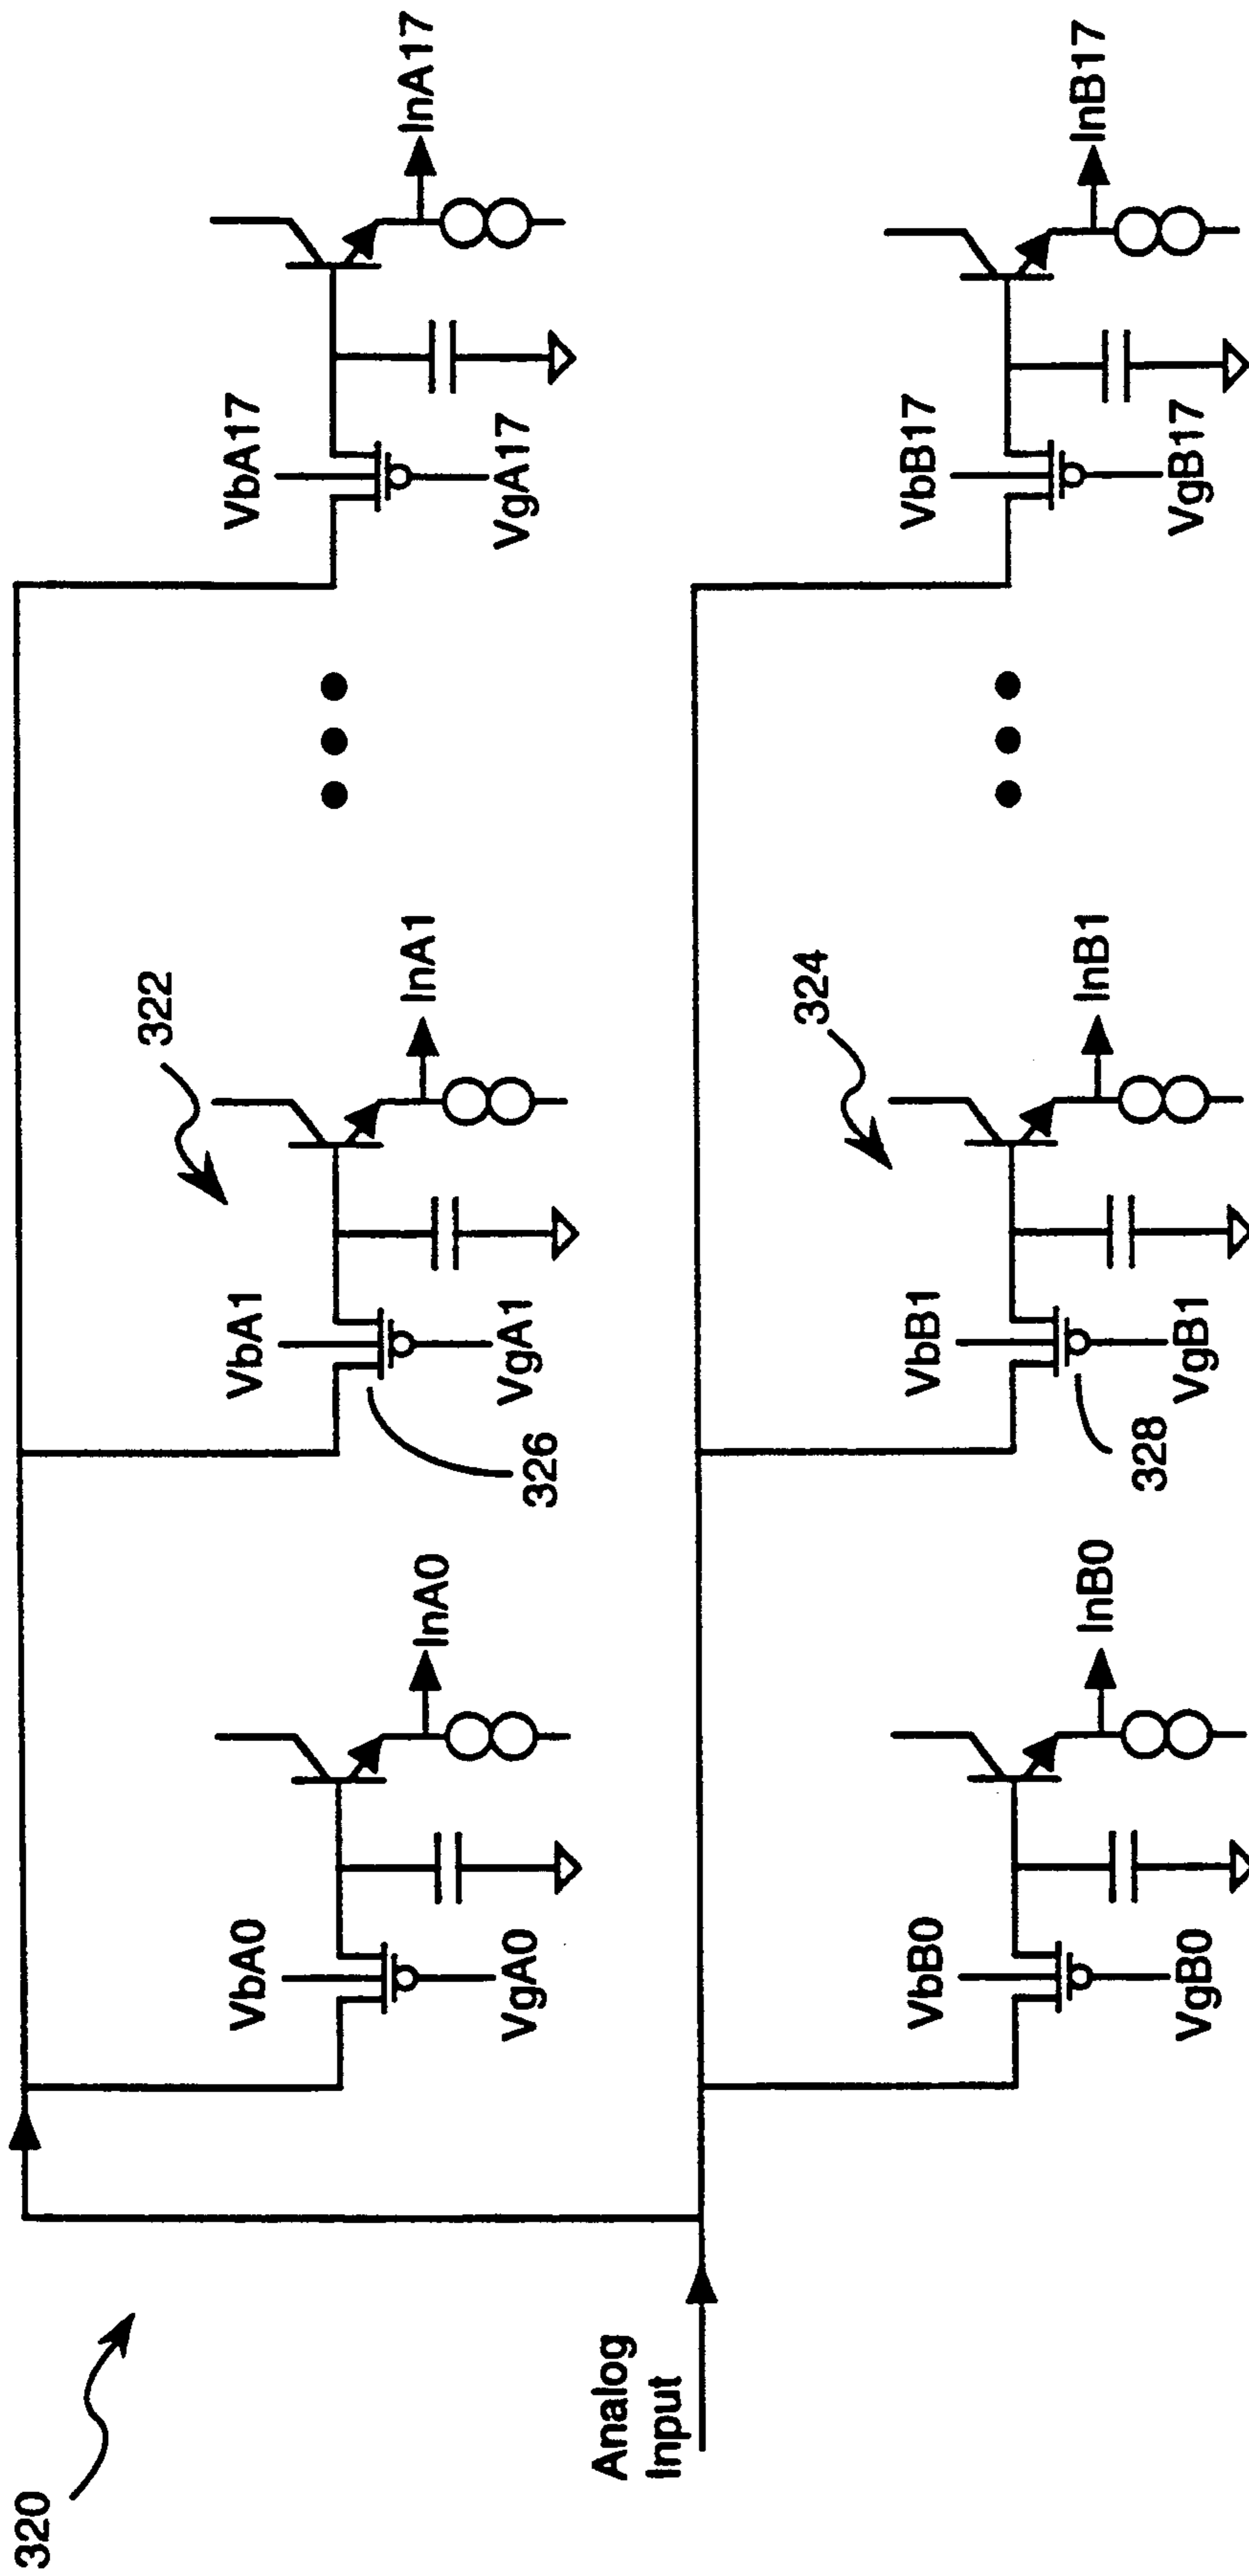 320
322
VbA0
VbA1
VbA17
InA0
InA1
InA17
VgA0
VgA1
VgA17
326
Analog
Input
324
VbB0
VbB1
VbB17
InB0
InB1
InB17
VgB0
VgB1
VgB17
328